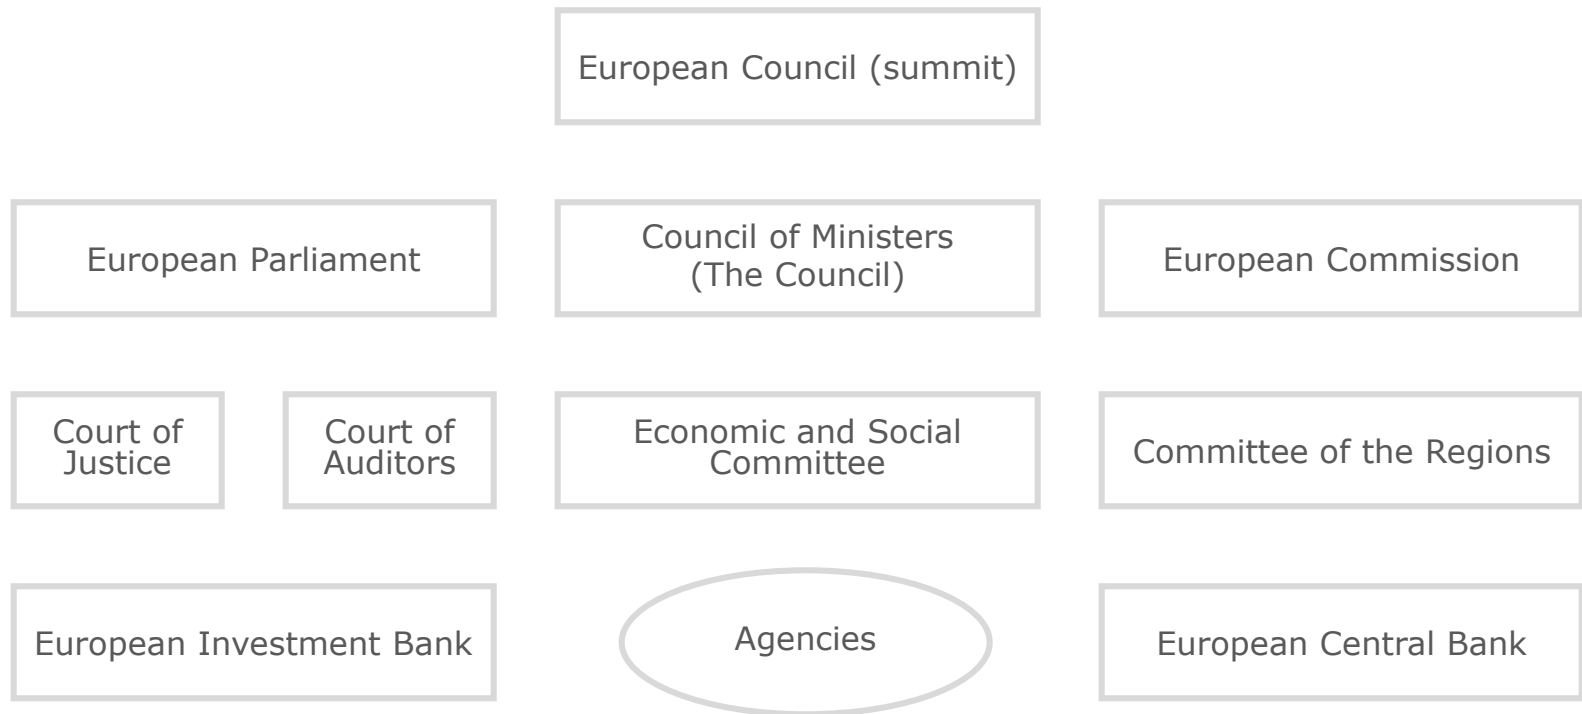 European Council (summit)
European Parliament
Council of Ministers
(The Council)
European Commission
Court of
Justice
Court of
Auditors
Economic and Social
Committee
Committee of the Regions
European Investment Bank
Agencies
European Central Bank